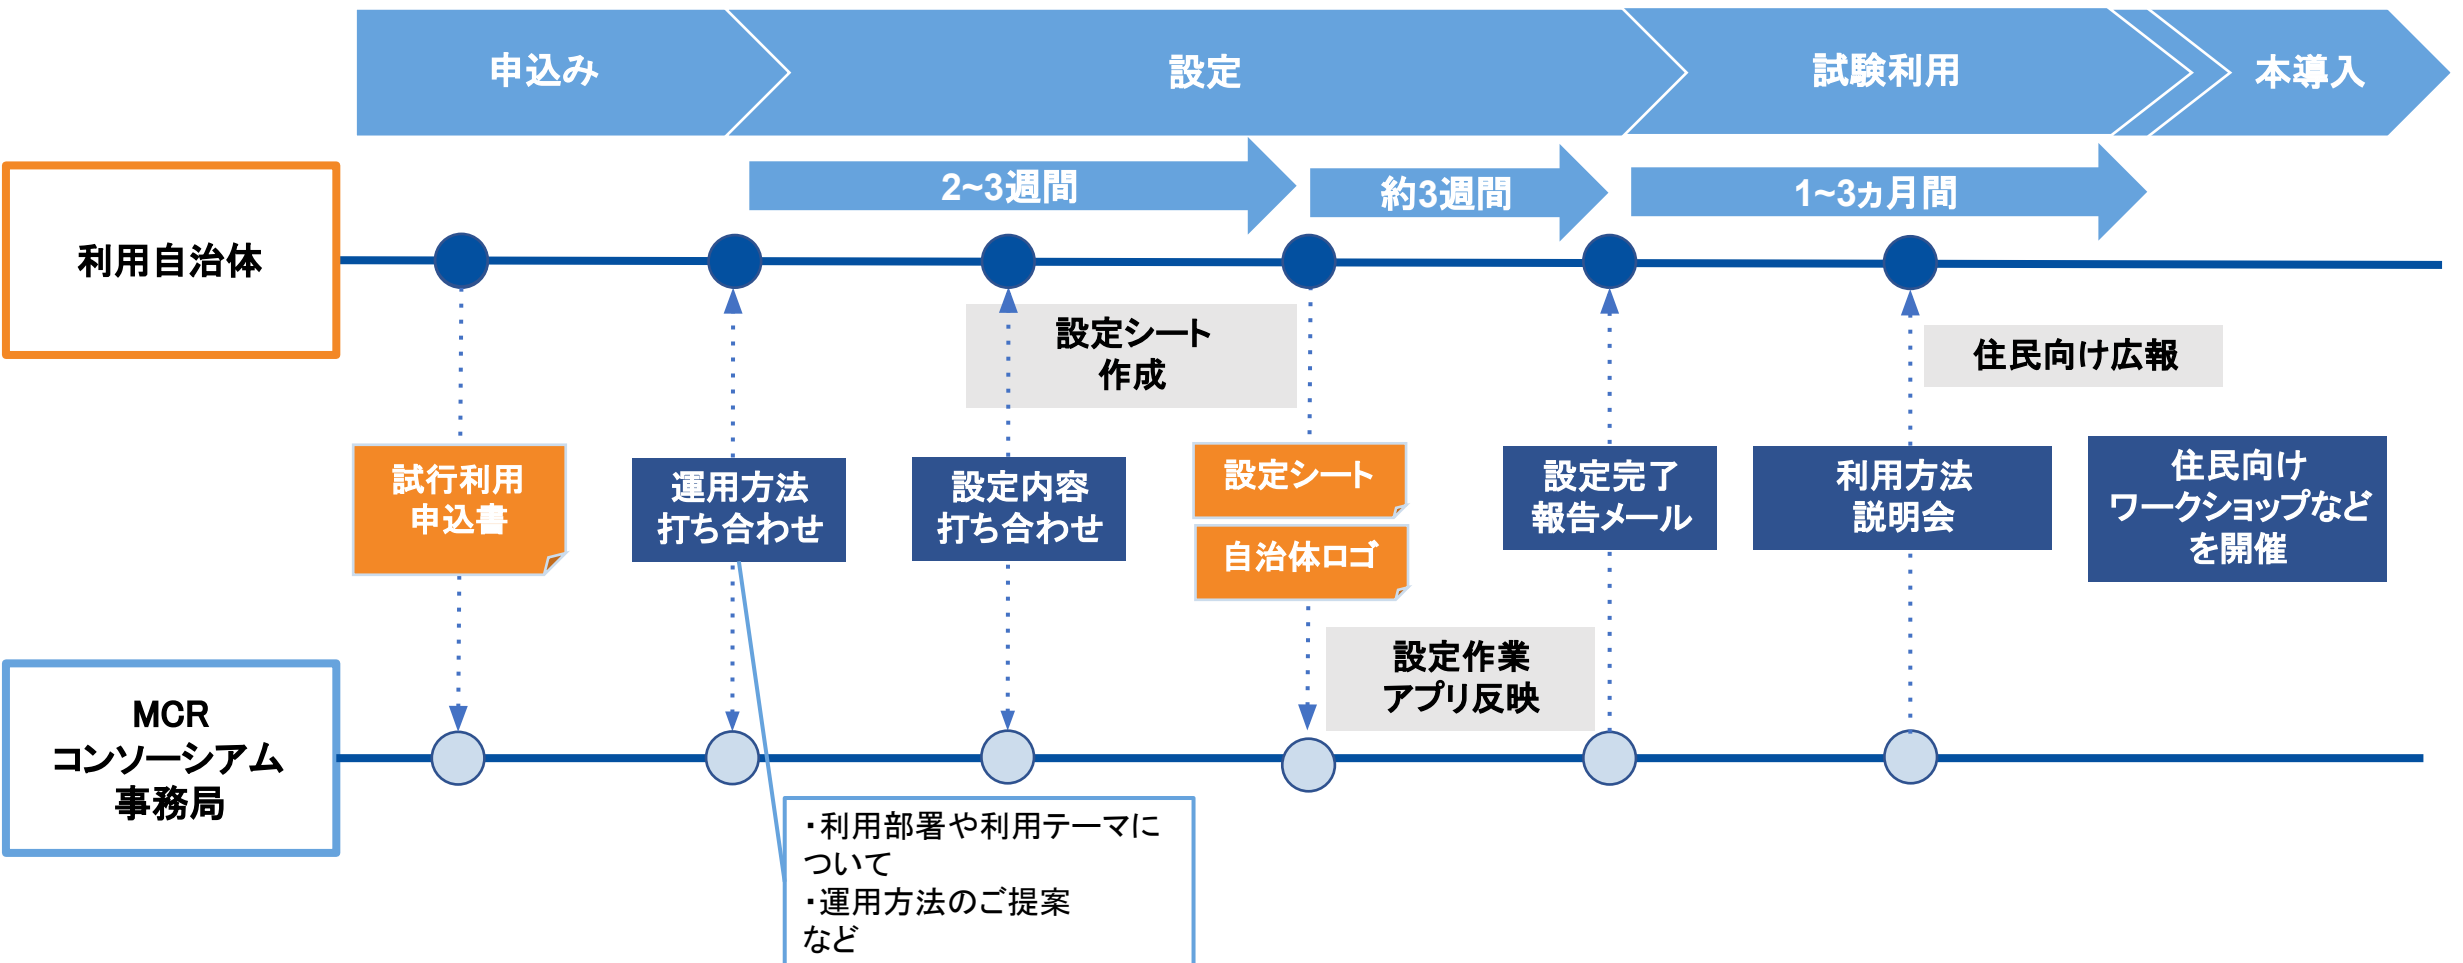 申込み
設定
試験利用
本導入
2~3週間
約3週間
1~3ヵ月間
利用自治体
設定シート
作成
住民向け広報
試行利用
申込書
運用方法
打ち合わせ
設定内容
打ち合わせ
設定シート
自治体ロゴ
設定完了
報告メール
利用方法
説明会
住民向け
ワークショップなど
を開催
設定作業
アプリ反映
MCR
コンソーシアム
事務局
・利用部署や利用テーマに
ついて
・運用方法のご提案
など